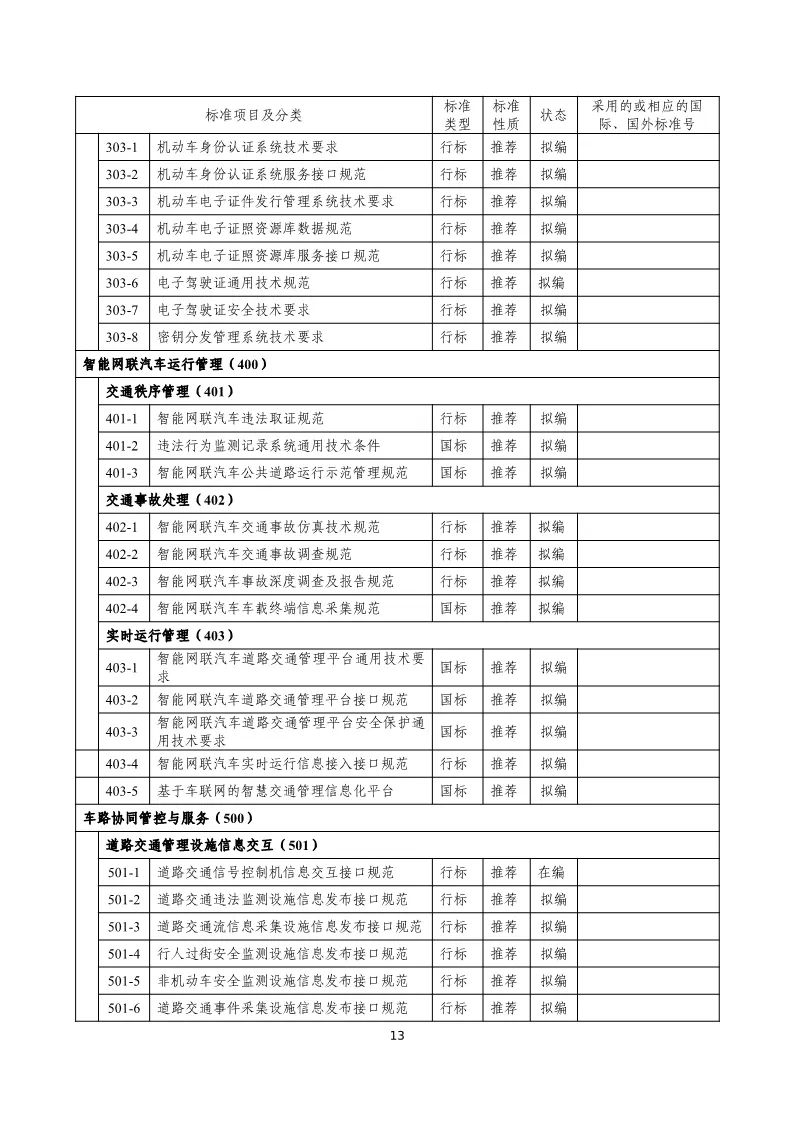 标准项目及分类 标准类型 标准性质 状态 采用的或相应的国际、国外标准号
303-1 机动车身份认证系统技术要求 行标 推荐 拟编
303-2 机动车身份认证系统服务接口规范 行标 推荐 拟编
303-3 机动车电子证件发行管理系统技术要求 行标 推荐 拟编
303-4 机动车电子证照资源库数据规范 行标 推荐 拟编
303-5 机动车电子证照资源库服务接口规范 行标 推荐 拟编
303-6 电子驾驶证通用技术规范 行标 推荐 拟编
303-7 电子驾驶证安全技术要求 行标 推荐 拟编
303-8 密钥分发管理系统技术要求 行标 推荐 拟编
智能网联汽车运行管理（400）
交通秩序管理（401）
401-1 智能网联汽车违法取证规范 行标 推荐 拟编
401-2 违法行为监测记录系统通用技术条件 国标 推荐 拟编
401-3 智能网联汽车公共道路运行示范管理规范 国标 推荐 拟编
交通事故处理（402）
402-1 智能网联汽车交通事故仿真技术规范 行标 推荐 拟编
402-2 智能网联汽车交通事故调查规范 行标 推荐 拟编
402-3 智能网联汽车事故深度调查及报告规范 行标 推荐 拟编
402-4 智能网联汽车车载终端信息采集规范 国标 推荐 拟编
实时运行管理（403）
403-1 智能网联汽车道路交通管理平台通用技术要求 国标 推荐 拟编
403-2 智能网联汽车道路交通管理平台接口规范 国标 推荐 拟编
403-3 智能网联汽车道路交通管理平台安全保护通用技术要求 国标 推荐 拟编
403-4 智能网联汽车实时运行信息接入接口规范 行标 推荐 拟编
403-5 基于车联网的智慧交通管理信息化平台 国标 推荐 拟编
车路协同管控与服务（500）
道路交通管理设施信息交互（501）
501-1 道路交通信号控制机信息交互接口规范 行标 推荐 在编
501-2 道路交通违法监测设施信息发布接口规范 行标 推荐 拟编
501-3 道路交通流信息采集设施信息发布接口规范 行标 推荐 拟编
501-4 行人过街安全监测设施信息发布接口规范 行标 推荐 拟编
501-5 非机动车安全监测设施信息发布接口规范 行标 推荐 拟编
501-6 道路交通事件采集设施信息发布接口规范 行标 推荐 拟编
13